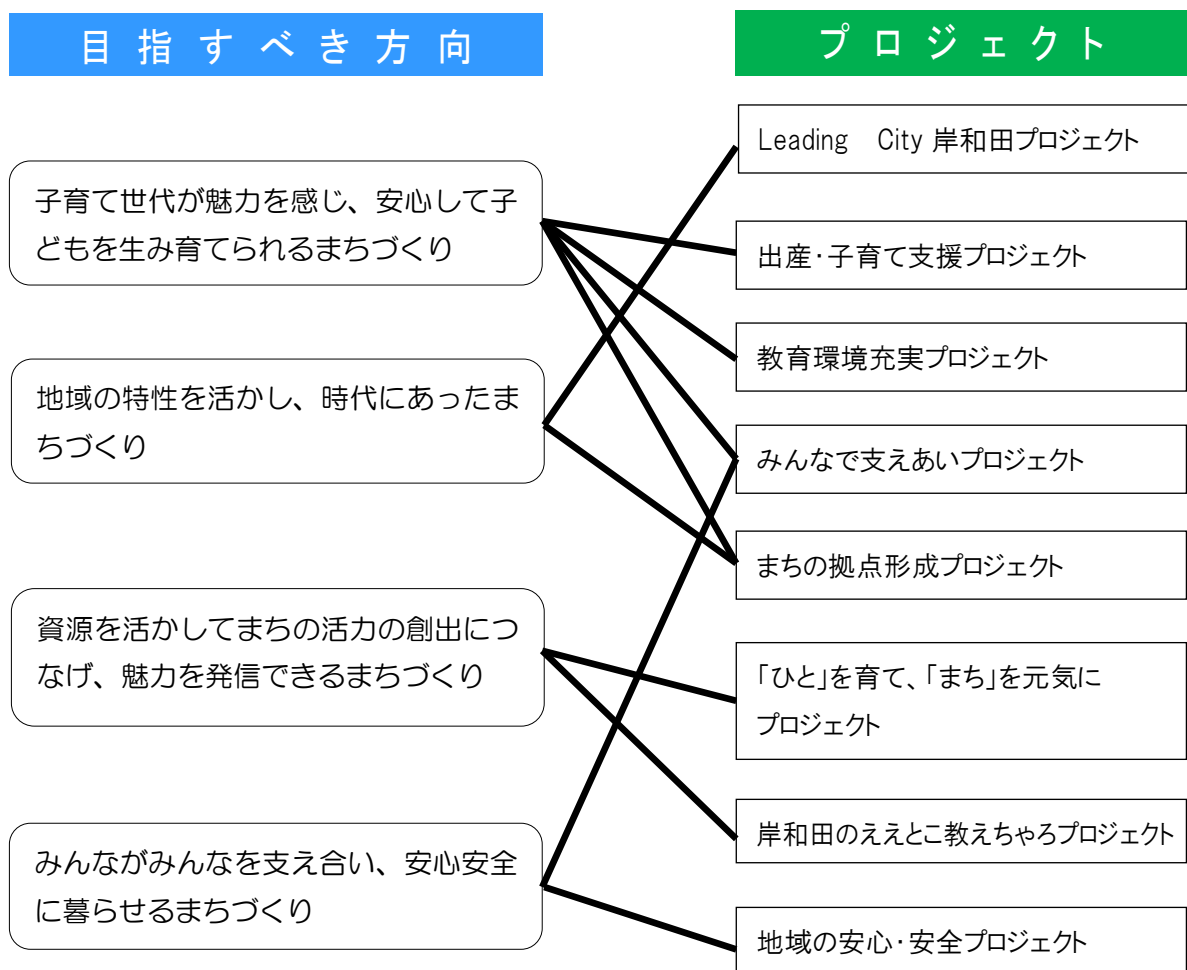 目指すべき方向
プロジェクト
子育て世代が魅力を感じ、安心して子
どもを生み育てられるまちづくり
地域の特性を活かし、時代にあったま
ちづくり
資源を活かしてまちの活力の創出につ
なげ、魅力を発信できるまちづくり
みんながみんなを支え合い、安心安全
に暮らせるまちづくり
Leading　City 岸和田プロジェクト
出産・子育て支援プロジェクト
教育環境充実プロジェクト
みんなで支えあいプロジェクト
まちの拠点形成プロジェクト
「ひと」を育て、「まち」を元気に
プロジェクト
岸和田のええとこ教えちゃろプロジェクト
地域の安心・安全プロジェクト